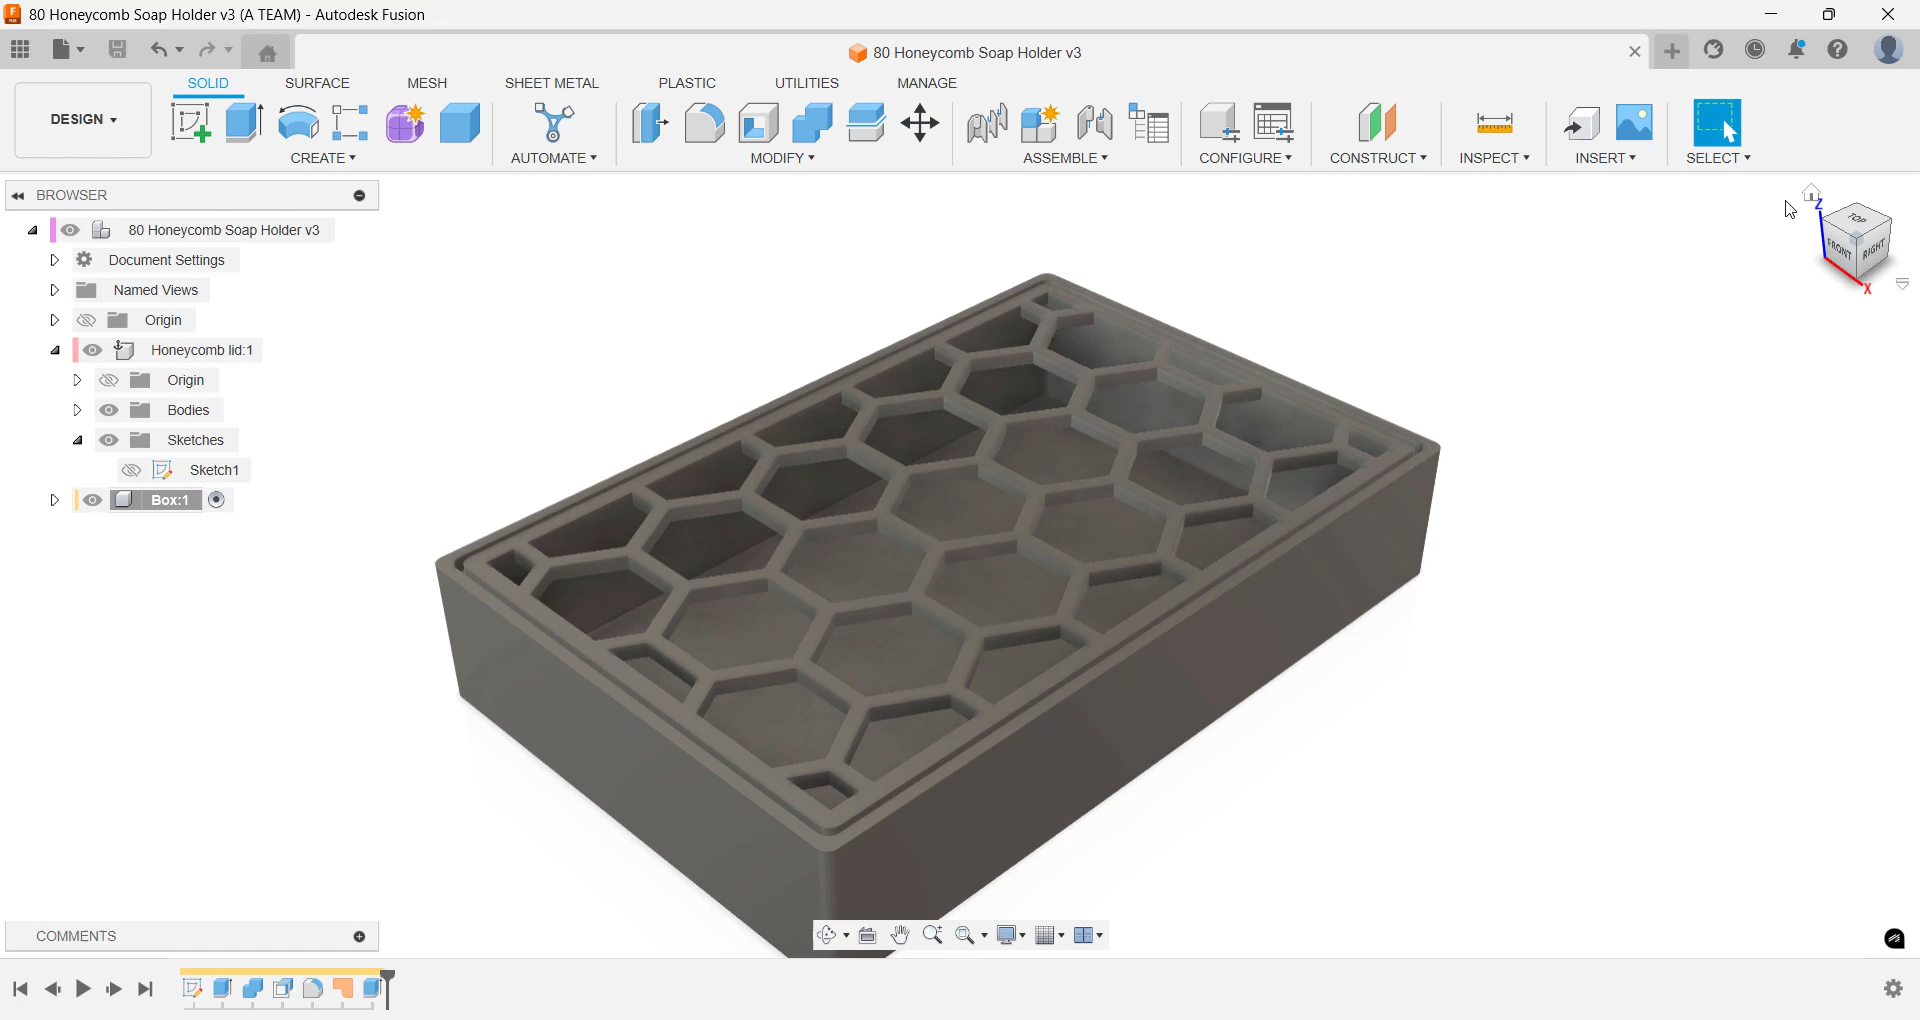 80 Honeycomb Soap Holder v3 (A TEAM) - Autodesk Fusion
80 Honeycomb Soap Holder v3
SOLID SURFACE MESH SHEET METAL PLASTIC UTILITIES MANAGE
DESIGN
CREATE AUTOMATE MODIFY ASSEMBLE CONFIGURE CONSTRUCT INSPECT INSERT SELECT
BROWSER
80 Honeycomb Soap Holder v3
Document Settings
Named Views
Origin
Honeycomb lid:1
Origin
Bodies
Sketches
Sketch1
Box:1
Z
TOP
FRONT RIGHT
X
COMMENTS